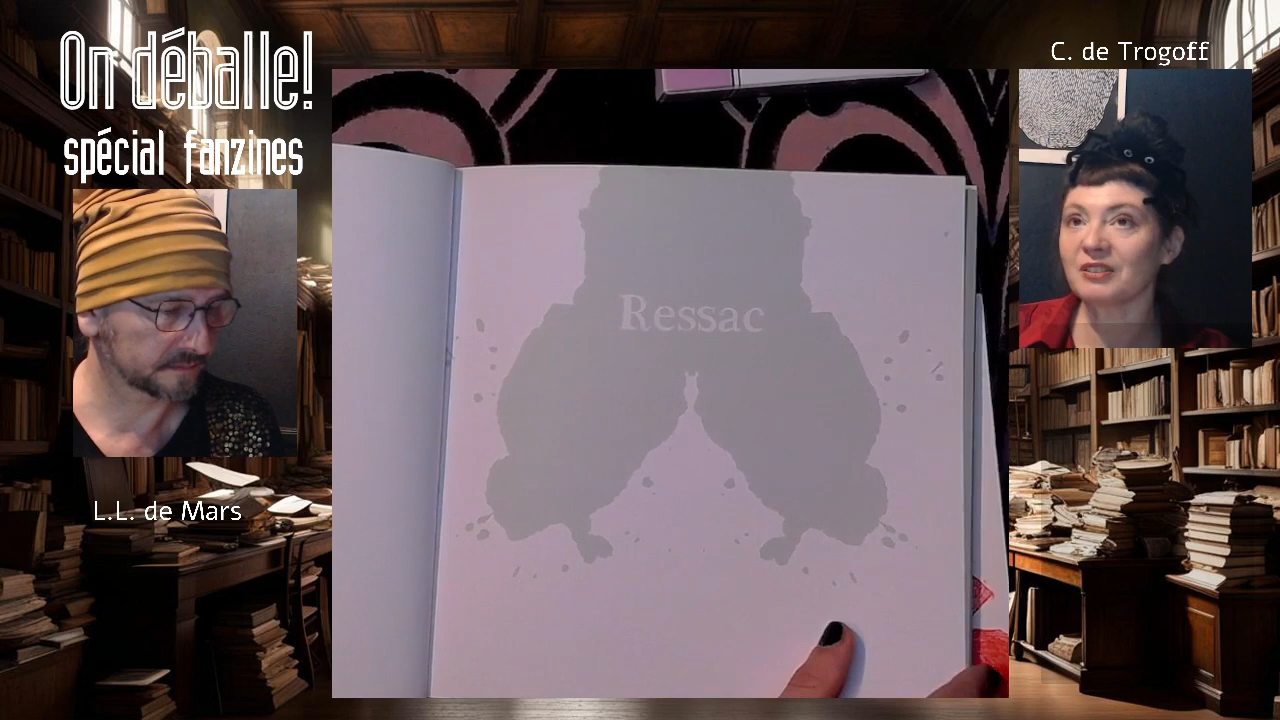 On déballe!
spécial fanzines
C. de Trogoff
Ressac
L.L. de Mars